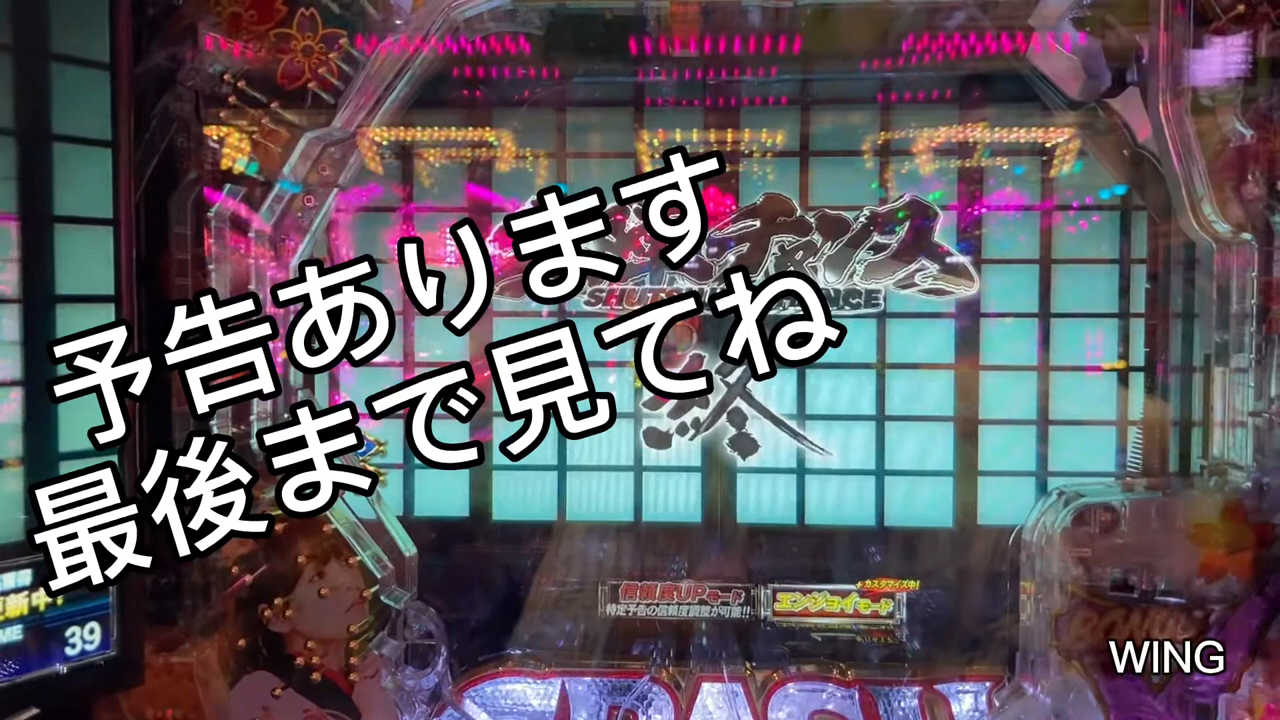 予告あります
最後まで見てね
終
信頼度UPモード
特定予告の信頼度調整が可能!!
+カスタマイズ中!
エンジョイモード
新中!
39
WING